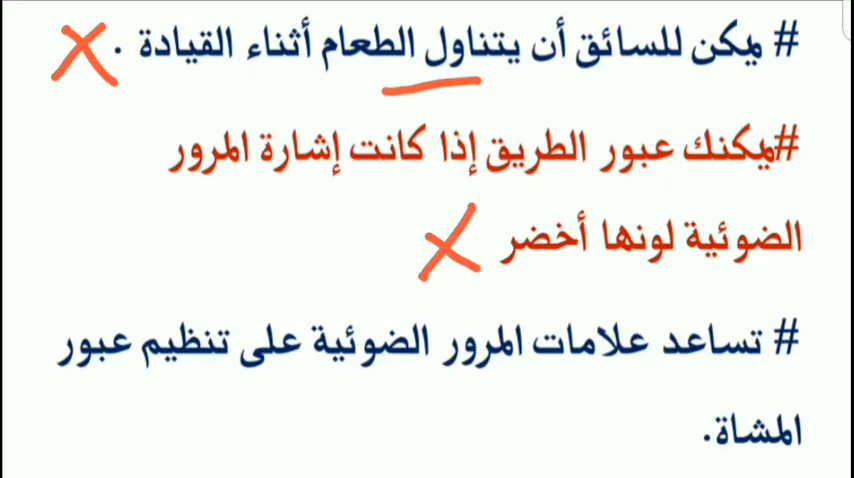 # يمكن للسائق أن يتناول الطعام أثناء القيادة .
#يمكنك عبور الطريق إذا كانت إشارة المرور
الضوئية لونها أخضر
# تساعد علامات المرور الضوئية على تنظيم عبور
المشاة.